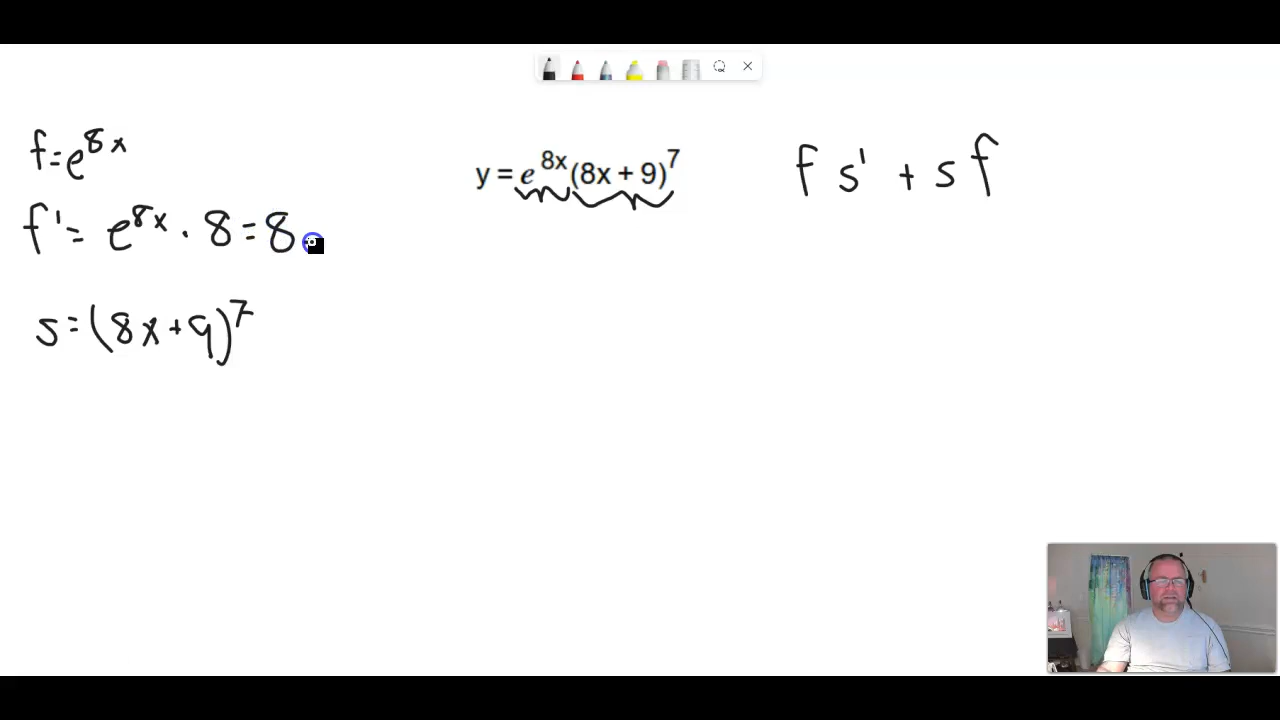 f=e^8x
y = e^8x(8x + 9)^7
f s' + s f
f' = e^8x · 8 = 8
s=(8x+9)^7